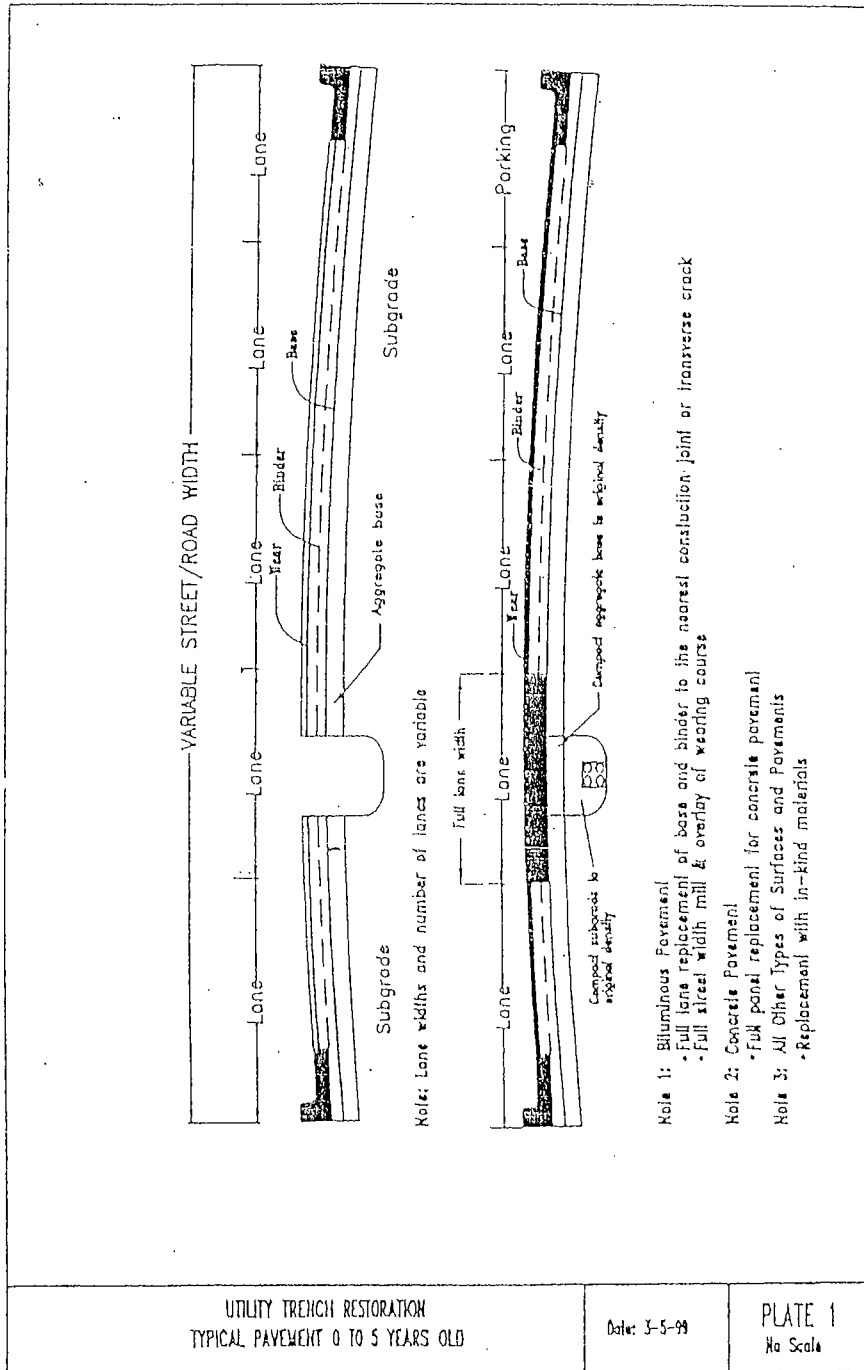 VARIABLE STREET/ROAD WIDTH
Lane
Lane
Lane
Lane
Lane
Wear
Binder
Base
Aggregate base
Subgrade
Subgrade
Note: Lane widths and number of lanes are variable
Full lane width
Lane
Lane
Lane
Lane
Parking
Wear
Binder
Base
Compact subgrade to
original density
Compact aggregate base to original density
Note 1: Bituminous Pavement
- Full lane replacement of base and binder to the nearest constuction joint or transverse crack
- Full street width mill & overlay of wearing course
Note 2: Concrete Pavement
- Full panel replacement for concrete pavement
Note 3: All Other Types of Surfaces and Pavements
- Replacement with in-kind materials
UTILITY TRENCH RESTORATION
TYPICAL PAVEMENT 0 TO 5 YEARS OLD
Date: 3-5-99
PLATE 1
No Scale